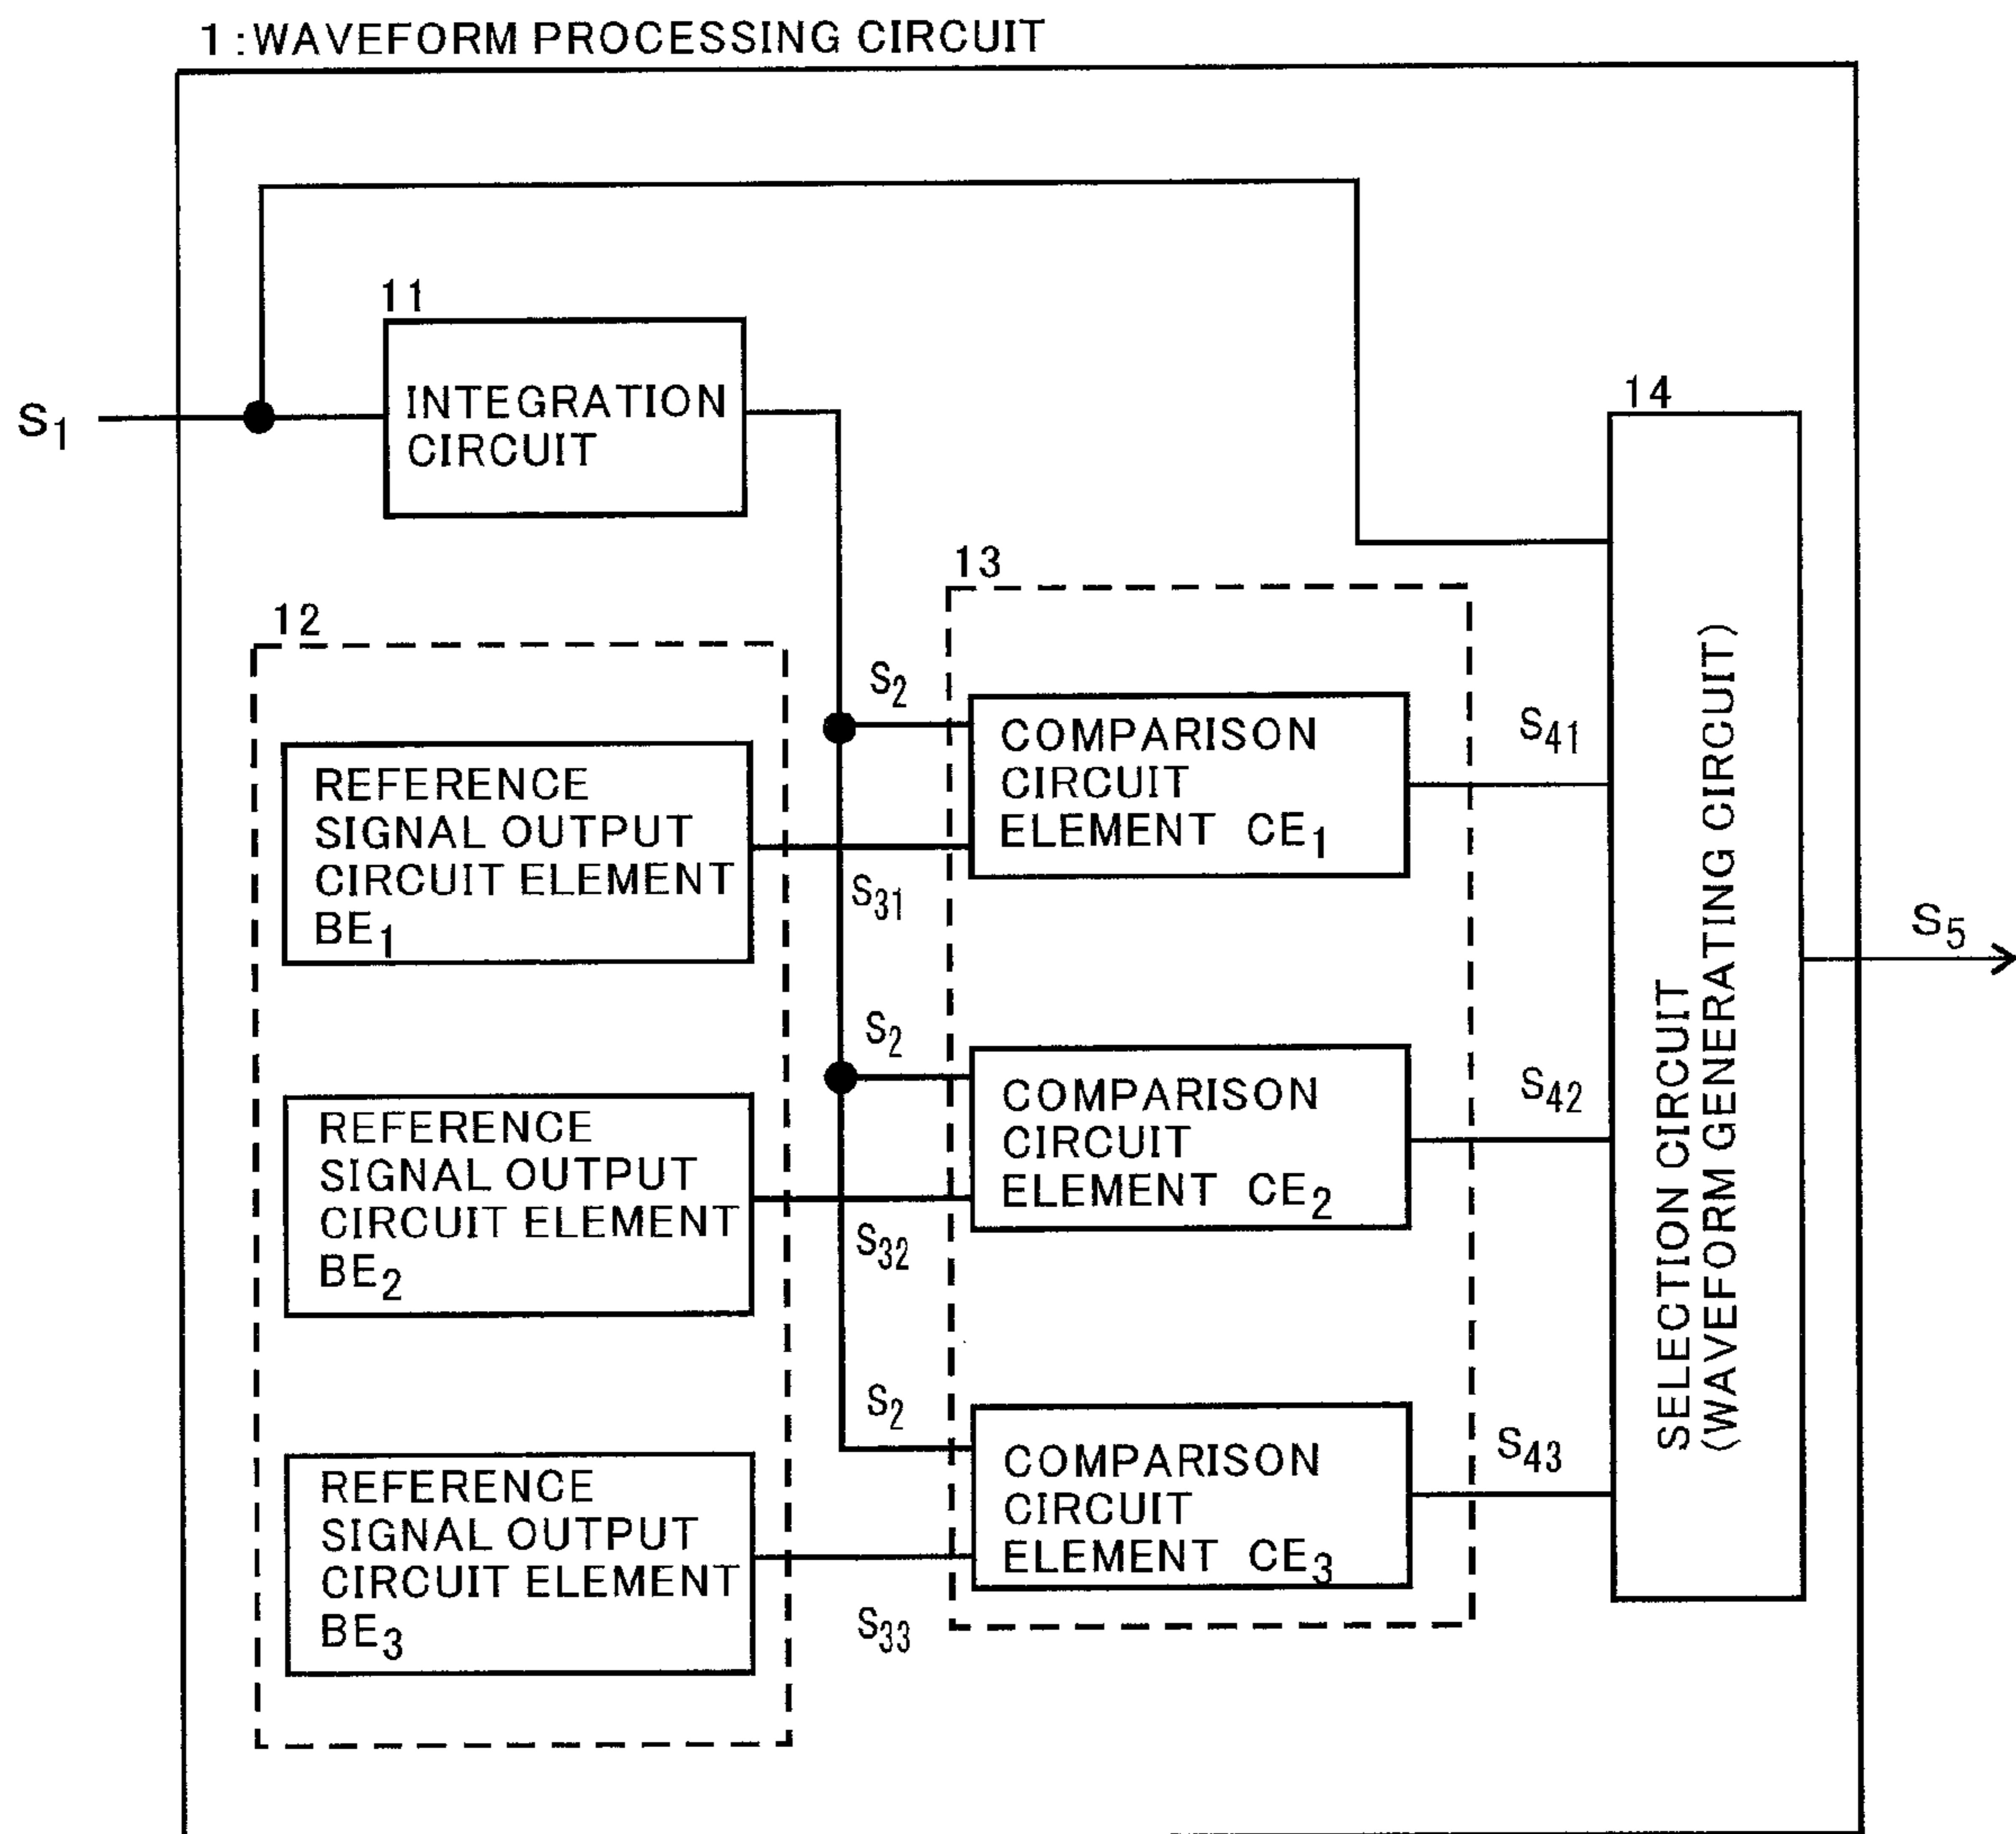 1:WAVEFORM PROCESSING CIRCUIT
11
INTEGRATION
CIRCUIT
S1
14
13
12
S2
COMPARISON
CIRCUIT
ELEMENT CE1
S41
REFERENCE
SIGNAL OUTPUT
CIRCUIT ELEMENT
BE1
S31
SELECTION CIRCUIT
(WAVEFORM GENERATING CIRCUIT)
S5
S2
COMPARISON
CIRCUIT
ELEMENT CE2
S42
REFERENCE
SIGNAL OUTPUT
CIRCUIT ELEMENT
BE2
S32
S2
COMPARISON
CIRCUIT
ELEMENT CE3
S43
REFERENCE
SIGNAL OUTPUT
CIRCUIT ELEMENT
BE3
S33